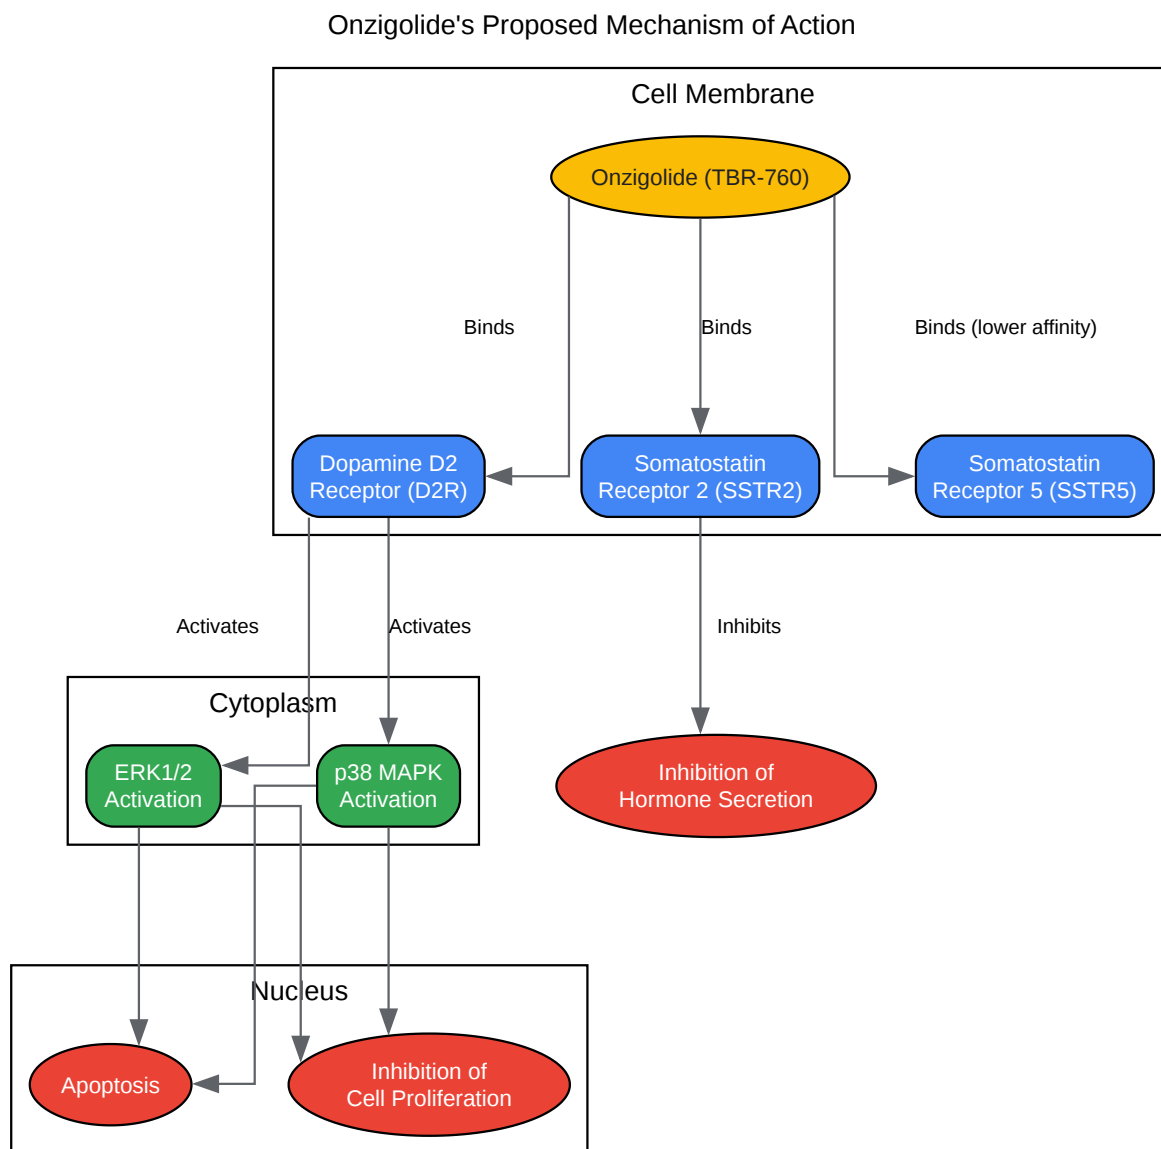 Onzigolide's Proposed Mechanism of Action
Cell Membrane
Onzigolide (TBR-760)
Binds
Binds
Binds (lower affinity)
Dopamine D2
Receptor (D2R)
Somatostatin
Receptor 2 (SSTR2)
Somatostatin
Receptor 5 (SSTR5)
Activates
Activates
Inhibits
Cytoplasm
ERK1/2
Activation
p38 MAPK
Activation
Inhibition of
Hormone Secretion
Nucleus
Apoptosis
Inhibition of
Cell Proliferation